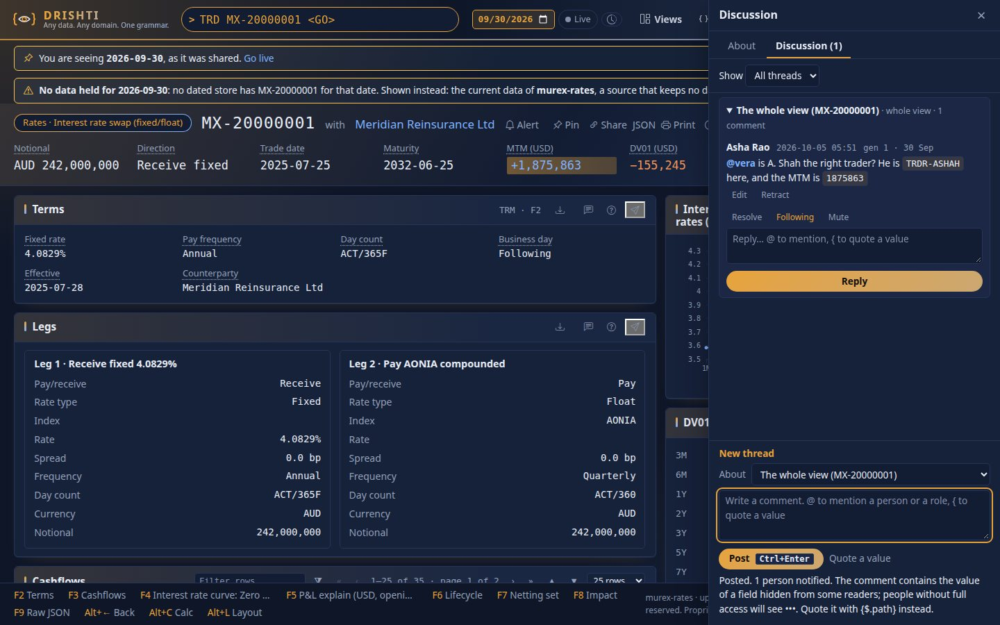 DRISHTI
Any data. Any domain. One grammar.
> TRD MX-20000001 <GO>
09/30/2026
Live
Views
You are seeing 2026-09-30, as it was shared. Go live
No data held for 2026-09-30: no dated store has MX-20000001 for that date. Shown instead: the current data of murex-rates, a source that keeps no d
Rates · Interest rate swap (fixed/float)
MX-20000001 with Meridian Reinsurance Ltd
Alert Pin Share JSON Print
Notional Direction Trade date Maturity MTM (USD) DV01 (USD)
AUD 242,000,000 Receive fixed 2025-07-25 2032-06-25 +1,875,863 −155,245
Terms
TRM · F2
Fixed rate Pay frequency Day count Business day
4.0829% Annual ACT/365F Following
Effective Counterparty
2025-07-28 Meridian Reinsurance Ltd
Legs
Leg 1 · Receive fixed 4.0829%
Pay/receive Receive
Rate type Fixed
Index
Rate 4.0829%
Spread 0.0 bp
Frequency Annual
Day count ACT/365F
Currency AUD
Notional 242,000,000
Leg 2 · Pay AONIA compounded
Pay/receive Pay
Rate type Float
Index AONIA
Rate
Spread 0.0 bp
Frequency Quarterly
Day count ACT/360
Currency AUD
Notional 242,000,000
Cashflows
Filter rows
« ‹ 1–25 of 35 · page 1 of 2 › »
25 rows
Inter
rates (
4.3
4.2
4.1
4
3.9
3.8
3.7
3.6
3.5
DV01
3M
6M
1Y
2Y
3Y
5Y
7Y
F2 Terms F3 Cashflows F4 Interest rate curve: Zero ... F5 P&L explain (USD, openi... F6 Lifecycle F7 Netting set F8 Impact
F9 Raw JSON Alt+← Back Alt+C Calc Alt+L Layout
murex-rates · up
reserved. Propri
Discussion
About Discussion (1)
Show All threads
▼ The whole view (MX-20000001) · whole view · 1
comment
Asha Rao 2026-10-05 05:51 gen 1 · 30 Sep
@vera is A. Shah the right trader? He is TRDR-ASHAH
here, and the MTM is 1875863
Edit Retract
Resolve Following Mute
Reply... @ to mention, { to quote a value
Reply
New thread
About The whole view (MX-20000001)
Write a comment. @ to mention a person or a role, { to
quote a value
Post Ctrl+Enter Quote a value
Posted. 1 person notified. The comment contains the value
of a field hidden from some readers; people without full
access will see •••. Quote it with {$.path} instead.